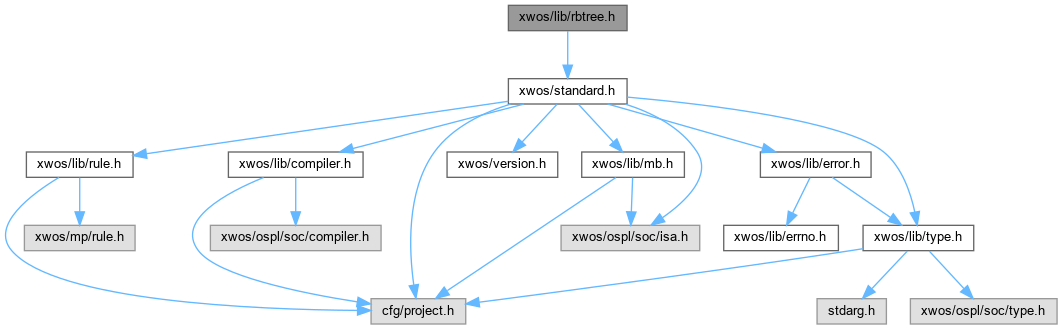 xwos/lib/rbtree.h
xwos/standard.h
xwos/lib/rule.h
xwos/lib/compiler.h
xwos/version.h
xwos/lib/mb.h
xwos/lib/error.h
xwos/mp/rule.h
xwos/ospl/soc/compiler.h
xwos/ospl/soc/isa.h
xwos/lib/errno.h
xwos/lib/type.h
cfg/project.h
stdarg.h
xwos/ospl/soc/type.h